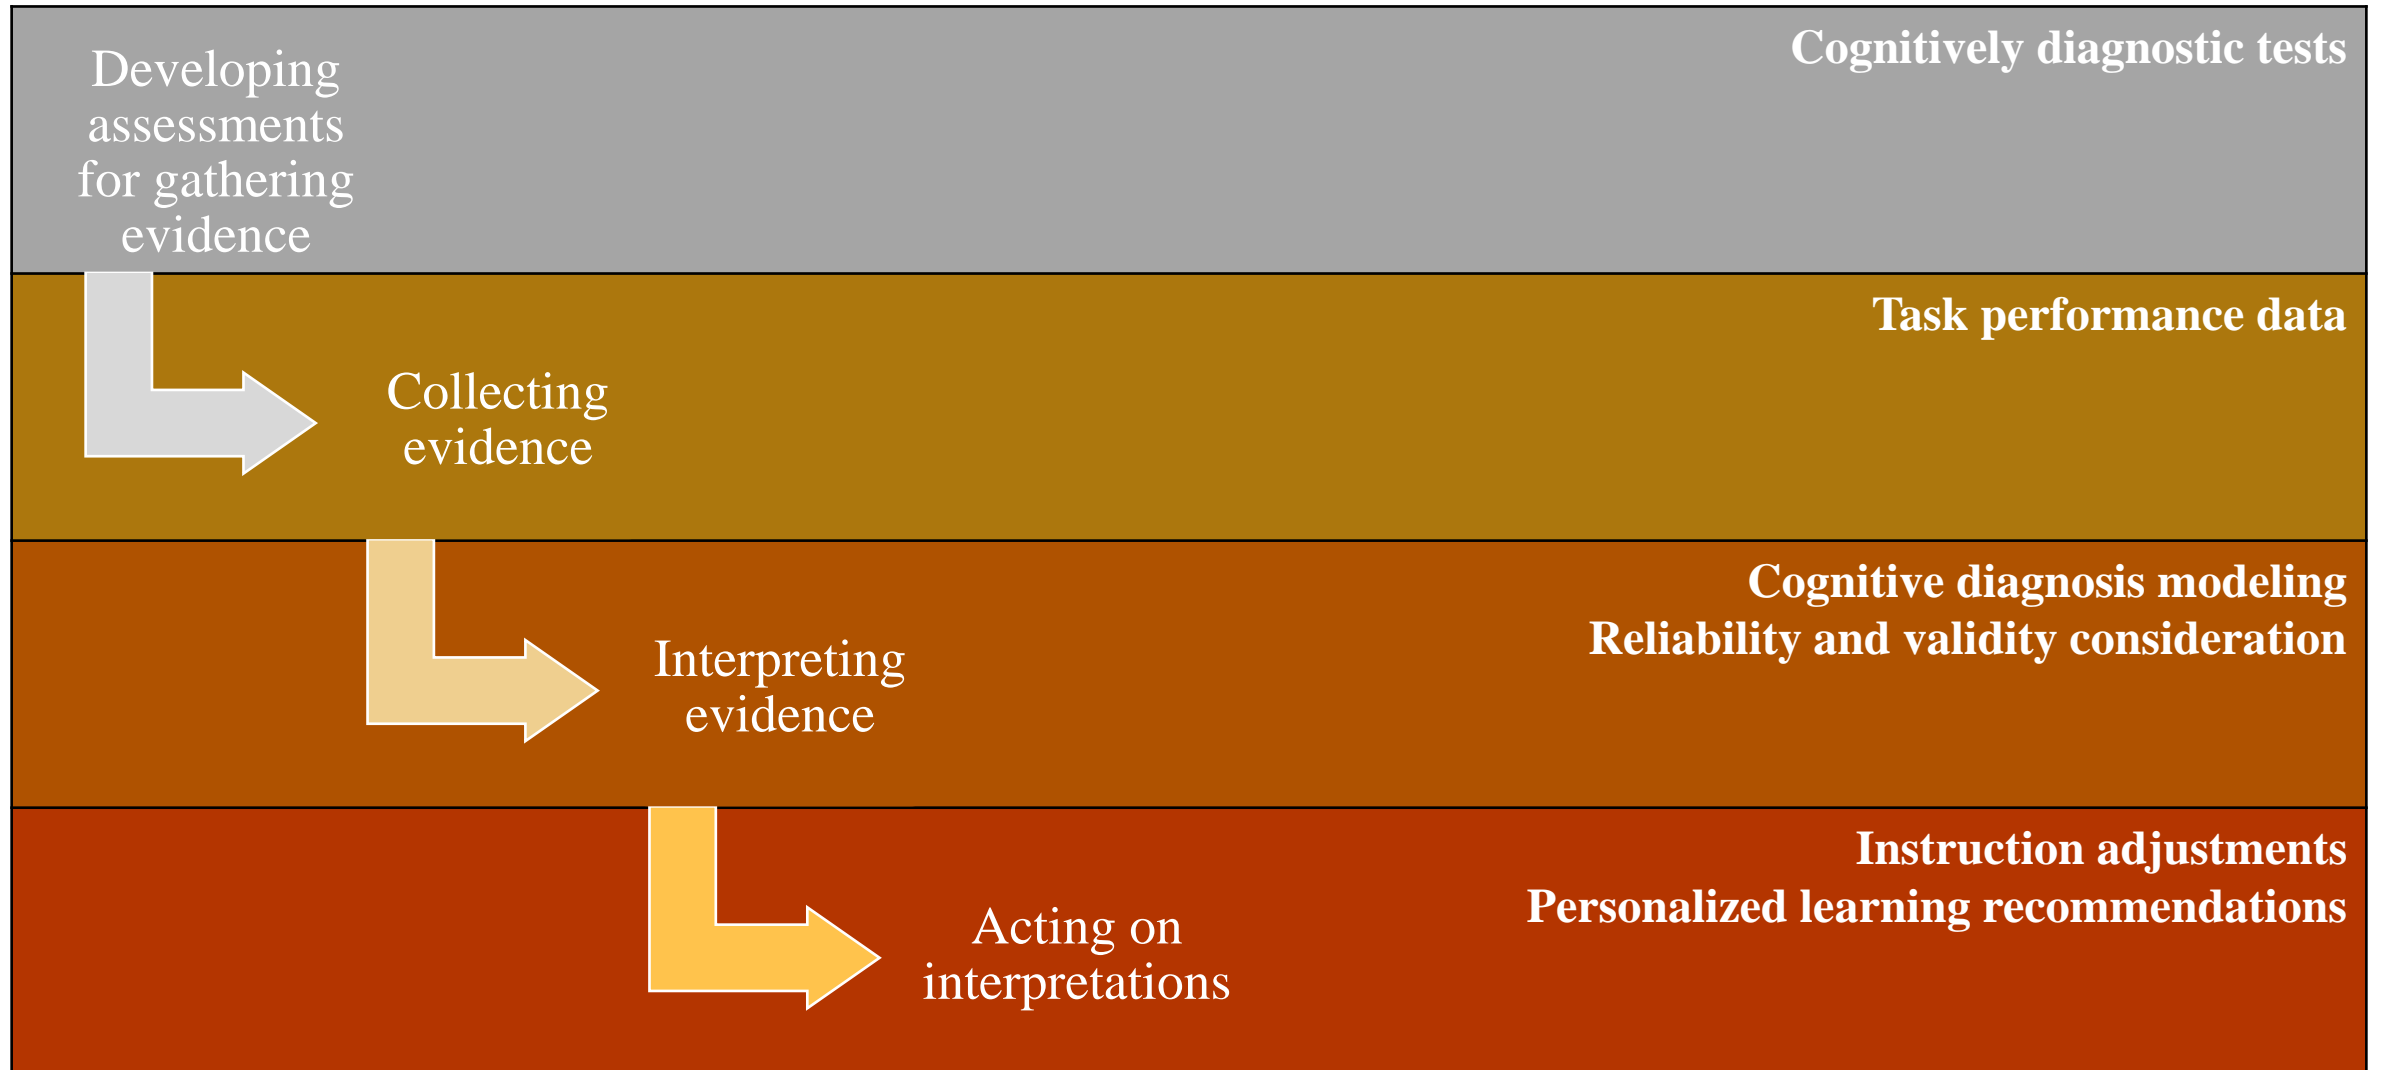 Developing
assessments
for gathering
evidence
Cognitively diagnostic tests
Collecting
evidence
Task performance data
Interpreting
evidence
Cognitive diagnosis modeling
Reliability and validity consideration
Acting on
interpretations
Instruction adjustments
Personalized learning recommendations